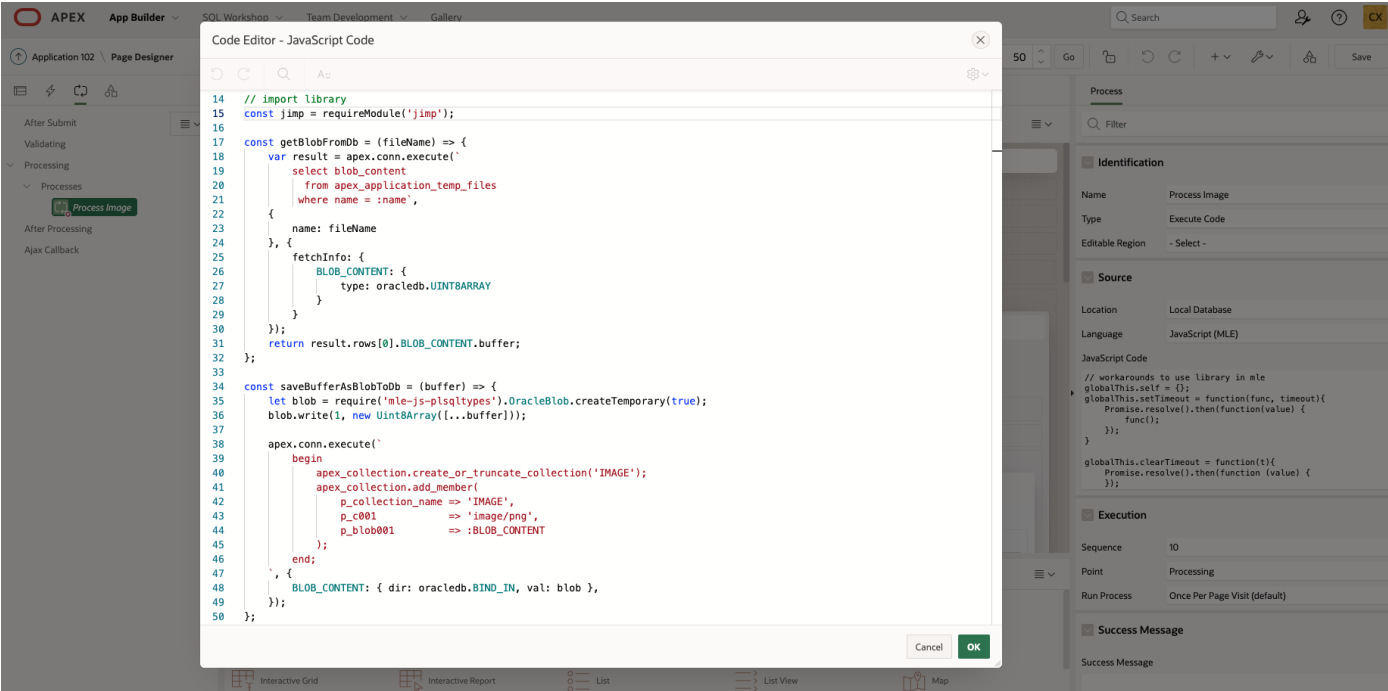 APEX App Builder SQL Workshop Team Development Gallery Search CX
Application 102 \ Page Designer 50 Go Save
Code Editor - JavaScript Code
After Submit
Validating
Processing
Processes
Process Image
After Processing
Ajax Callback
14 // import library
15 const jimp = requireModule('jimp');
16
17 const getBlobFromDb = (fileName) => {
18 var result = apex.conn.execute(`
19 select blob_content
20 from apex_application_temp_files
21 where name = :name`,
22 {
23 name: fileName
24 }, {
25 fetchInfo: {
26 BLOB_CONTENT: {
27 type: oracledb.UINT8ARRAY
28 }
29 }
30 });
31 return result.rows[0].BLOB_CONTENT.buffer;
32 };
33
34 const saveBufferAsBlobToDb = (buffer) => {
35 let blob = require('mle-js-plsqltypes').OracleBlob.createTemporary(true);
36 blob.write(1, new Uint8Array([...buffer]));
37
38 apex.conn.execute(`
39 begin
40 apex_collection.create_or_truncate_collection('IMAGE');
41 apex_collection.add_member(
42 p_collection_name => 'IMAGE',
43 p_c001 => 'image/png',
44 p_blob001 => :BLOB_CONTENT
45 );
46 end;
47 `, {
48 BLOB_CONTENT: { dir: oracledb.BIND_IN, val: blob },
49 });
50 };
Cancel OK
Process
Filter
Identification
Name Process Image
Type Execute Code
Editable Region - Select -
Source
Location Local Database
Language JavaScript (MLE)
JavaScript Code
// workarounds to use library in mle
globalThis.self = {};
globalThis.setTimeout = function(func, timeout){
Promise.resolve().then(function(value) {
func();
});
}
globalThis.clearTimeout = function(t){
Promise.resolve().then(function (value) {
});
Execution
Sequence 10
Point Processing
Run Process Once Per Page Visit (default)
Success Message
Success Message
Interactive Grid Interactive Report List List View Map